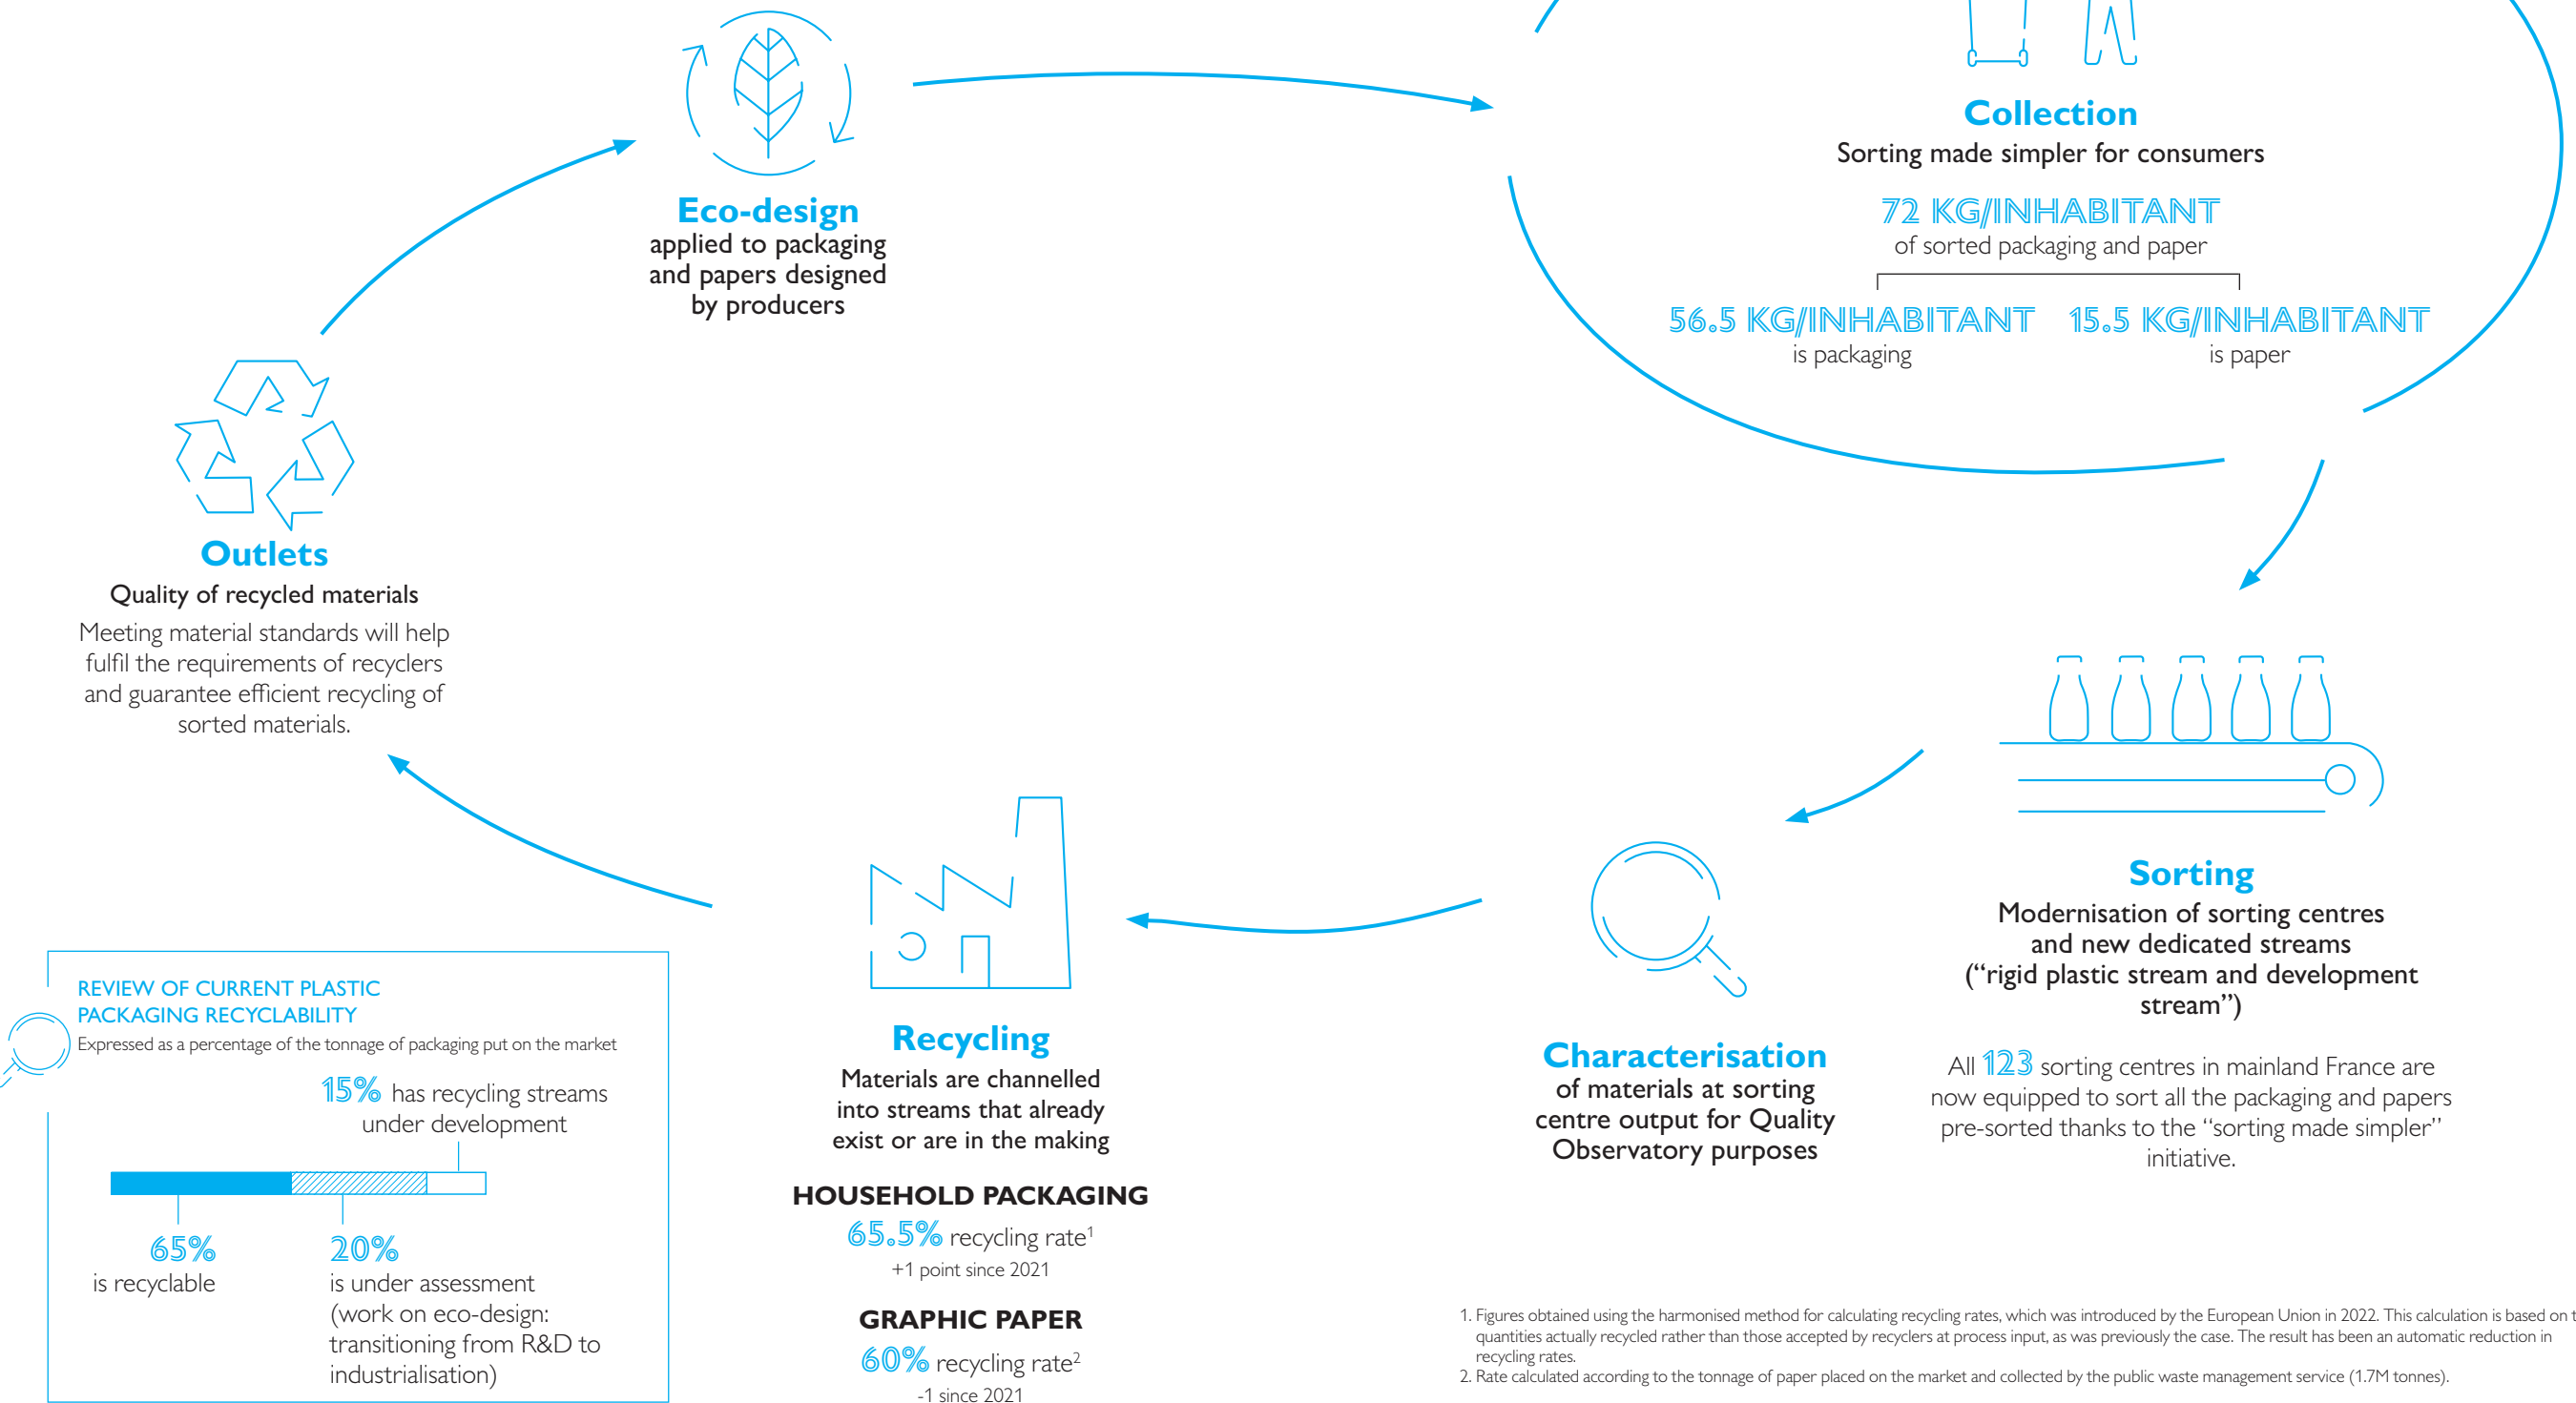 Eco-design
applied to packaging
and papers designed
by producers
Collection
Sorting made simpler for consumers
72 KG/INHABITANT
of sorted packaging and paper
56.5 KG/INHABITANT
is packaging
15.5 KG/INHABITANT
is paper
Outlets
Quality of recycled materials
Meeting material standards will help
fulfil the requirements of recyclers
and guarantee efficient recycling of
sorted materials.
Sorting
Modernisation of sorting centres
and new dedicated streams
(“rigid plastic stream and development
stream”)
All 123 sorting centres in mainland France are
now equipped to sort all the packaging and papers
pre-sorted thanks to the “sorting made simpler”
initiative.
Characterisation
of materials at sorting
centre output for Quality
Observatory purposes
Recycling
Materials are channelled
into streams that already
exist or are in the making
HOUSEHOLD PACKAGING
65.5% recycling rate1
+1 point since 2021
GRAPHIC PAPER
60% recycling rate2
-1 since 2021
REVIEW OF CURRENT PLASTIC
PACKAGING RECYCLABILITY
Expressed as a percentage of the tonnage of packaging put on the market
15% has recycling streams
under development
65%
is recyclable
20%
is under assessment
(work on eco-design:
transitioning from R&D to
industrialisation)
1. Figures obtained using the harmonised method for calculating recycling rates, which was introduced by the European Union in 2022. This calculation is based on
quantities actually recycled rather than those accepted by recyclers at process input, as was previously the case. The result has been an automatic reduction in
recycling rates.
2. Rate calculated according to the tonnage of paper placed on the market and collected by the public waste management service (1.7M tonnes).